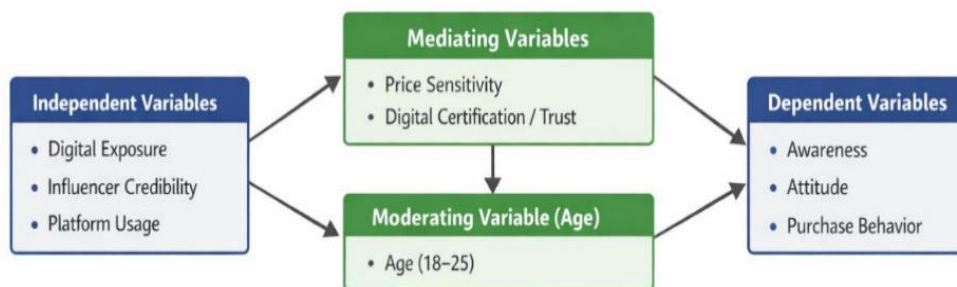 Mediating Variables
• Price Sensitivity
• Digital Certification / Trust
Independent Variables
• Digital Exposure
• Influencer Credibility
• Platform Usage
Dependent Variables
• Awareness
• Attitude
• Purchase Behavior
Moderating Variable (Age)
• Age (18–25)